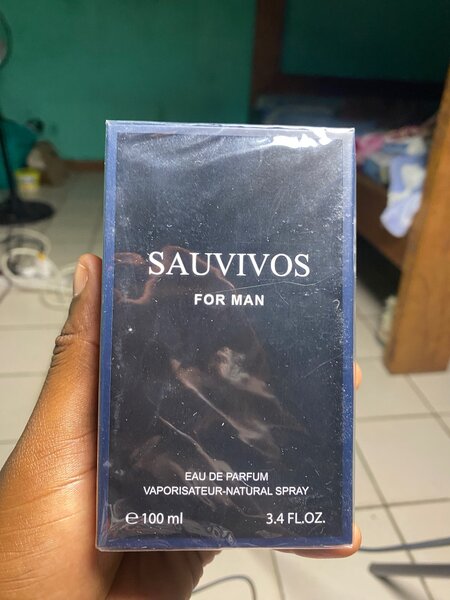 SAUVIVOS
FOR MAN
EAU DE PARFUM
VAPORISATEUR-NATURAL SPRAY
℮ 100 ml 3.4 FL.OZ.